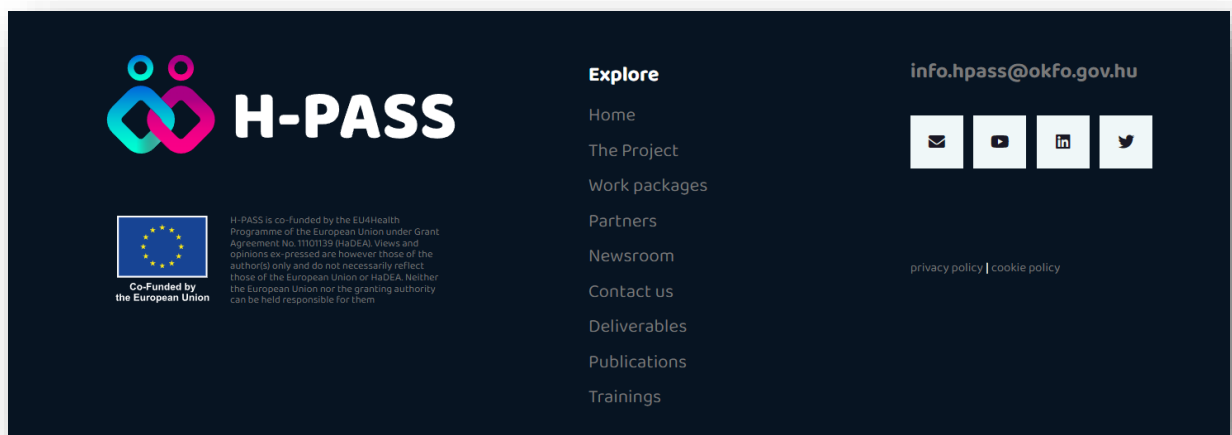 H-PASS
Co-Funded by
the European Union
H-PASS is co-funded by the EU4Health
Programme of the European Union under Grant
Agreement No. 11101139 (HaDEA). Views and
opinions ex-pressed are however those of the
author(s) only and do not necessarily reflect
those of the European Union or HaDEA. Neither
the European Union nor the granting authority
can be held responsible for them
Explore
Home
The Project
Work packages
Partners
Newsroom
Contact us
Deliverables
Publications
Trainings
info.hpass@okfo.gov.hu
privacy policy | cookie policy